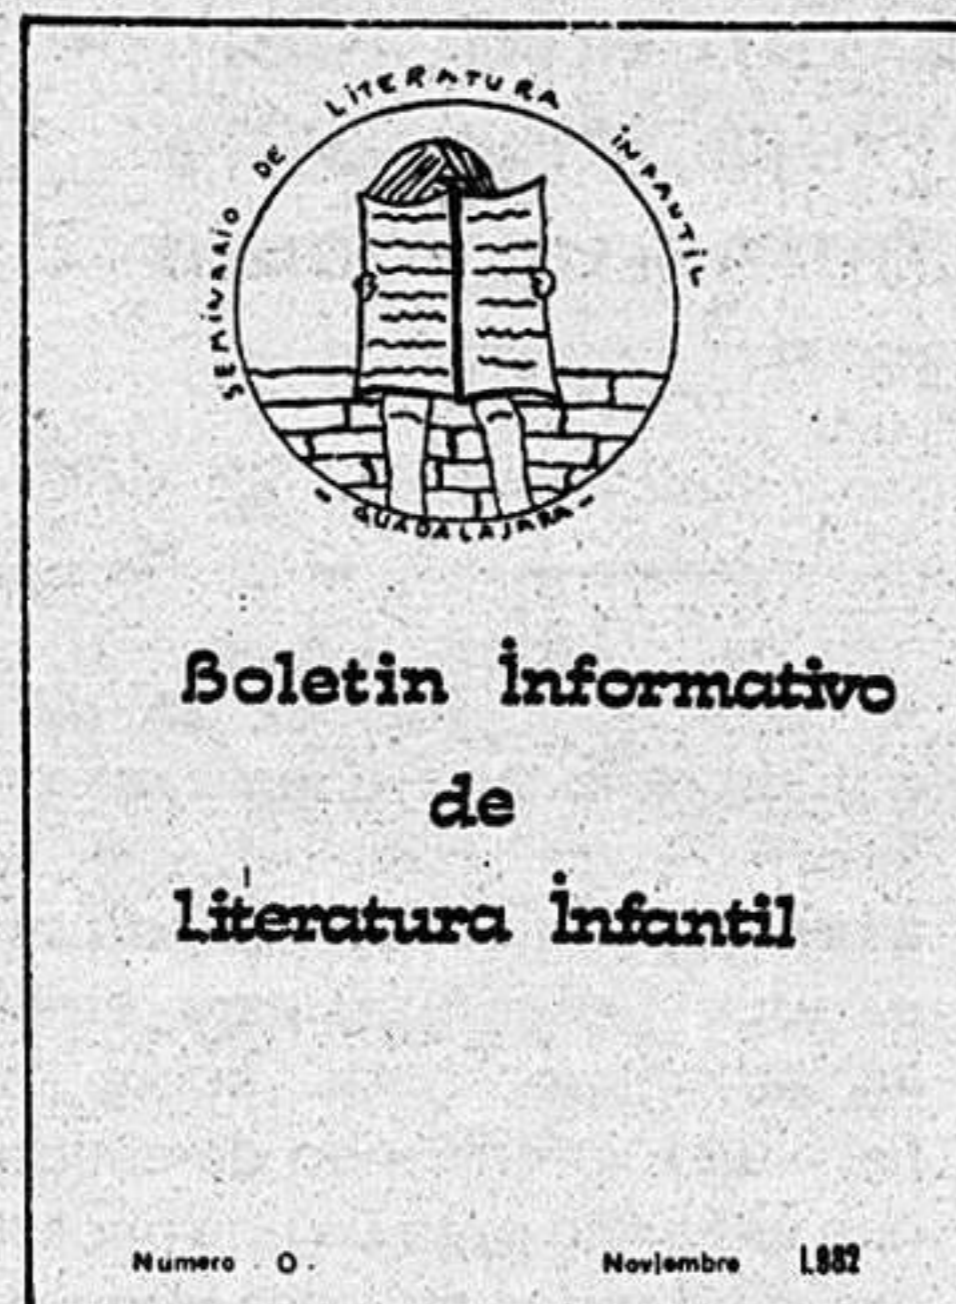 SEMINARIO DE LITERATURA INFANTIL
- GUADALAJARA -
Boletin Informativo
de
Literatura Infantil
Numero 0.
Noviembre 1.982